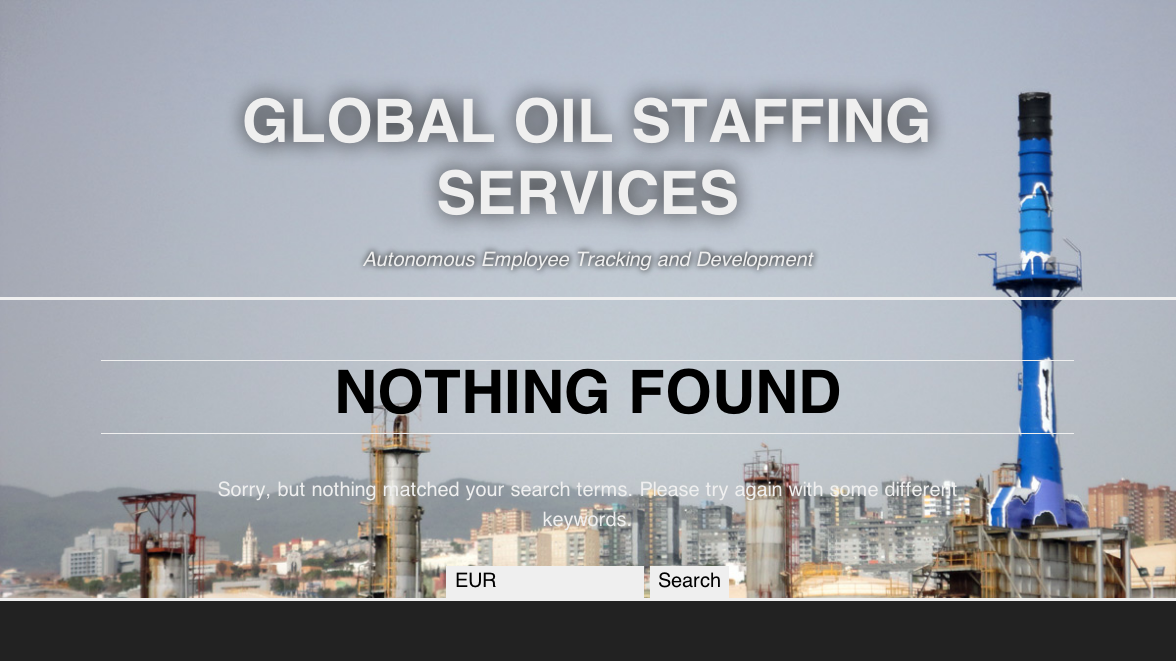 GLOBAL OIL STAFFING
SERVICES
Autonomous Employee Tracking and Development
NOTHING FOUND
Sorry, but nothing matched your search terms. Please try again with some different
keywords.
EUR
Search